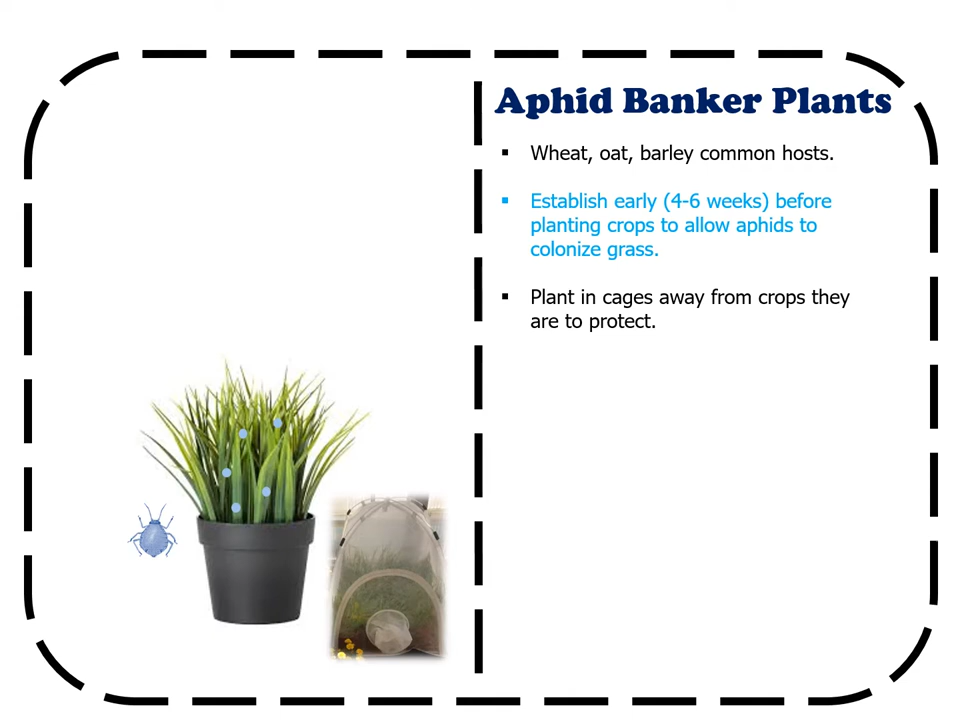 Aphid Banker Plants
▪ Wheat, oat, barley common hosts.
▪ Establish early (4-6 weeks) before
planting crops to allow aphids to
colonize grass.
▪ Plant in cages away from crops they
are to protect.